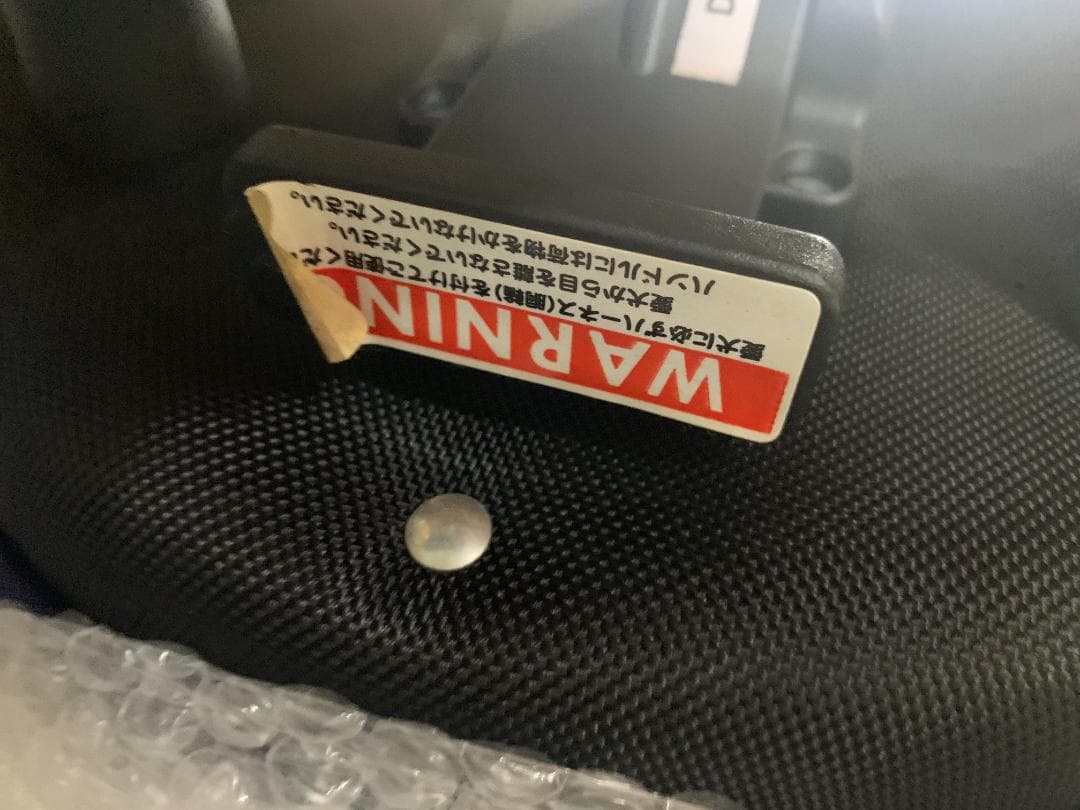 WARNIN
愛犬に必ずハーネス(胴輪)を付けてご使用くだ
愛犬から目を離さないでください。
ハンドルには荷物をかけないでください。
D